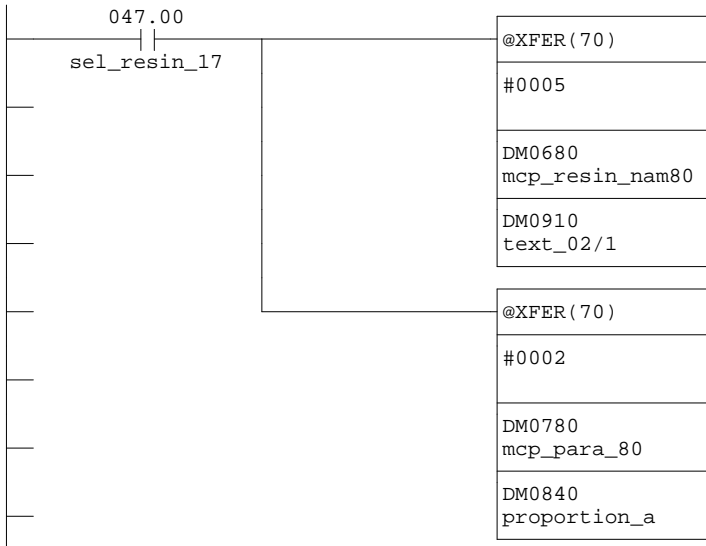 047.00
sel_resin_17
@XFER(70)
#0005
DM0680
mcp_resin_nam80
DM0910
text_02/1
@XFER(70)
#0002
DM0780
mcp_para_80
DM0840
proportion_a